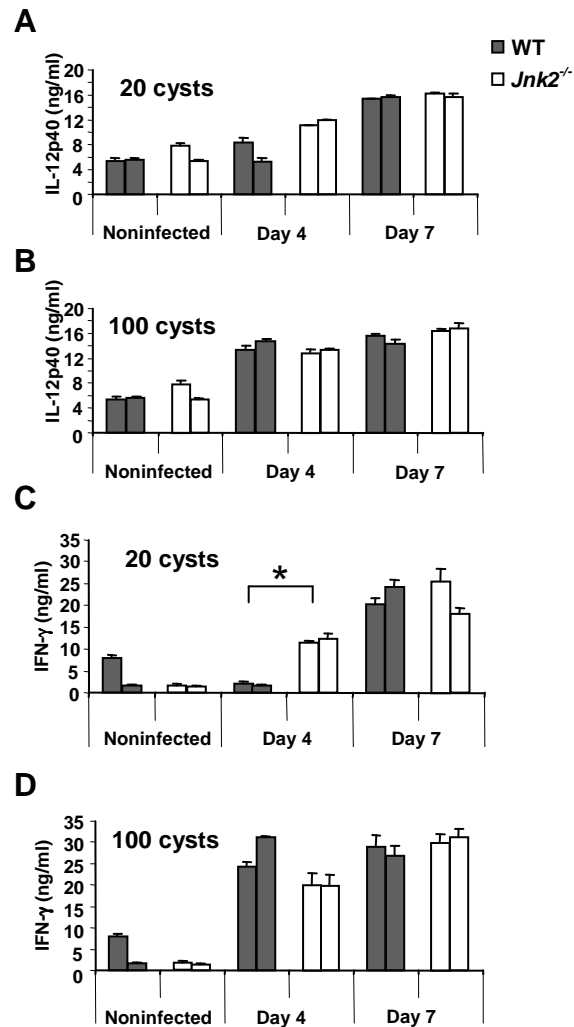 A
WT
Jnk2-/-
20 cysts
IL-12p40 (ng/ml)
20
16
12
8
4
0
Noninfected
Day 4
Day 7
B
100 cysts
IL-12p40 (ng/ml)
20
16
12
8
4
0
Noninfected
Day 4
Day 7
C
20 cysts
*
IFN-γ (ng/ml)
35
30
25
20
15
10
5
0
Noninfected
Day 4
Day 7
D
100 cysts
IFN-γ (ng/ml)
35
30
25
20
15
10
5
0
Noninfected
Day 4
Day 7